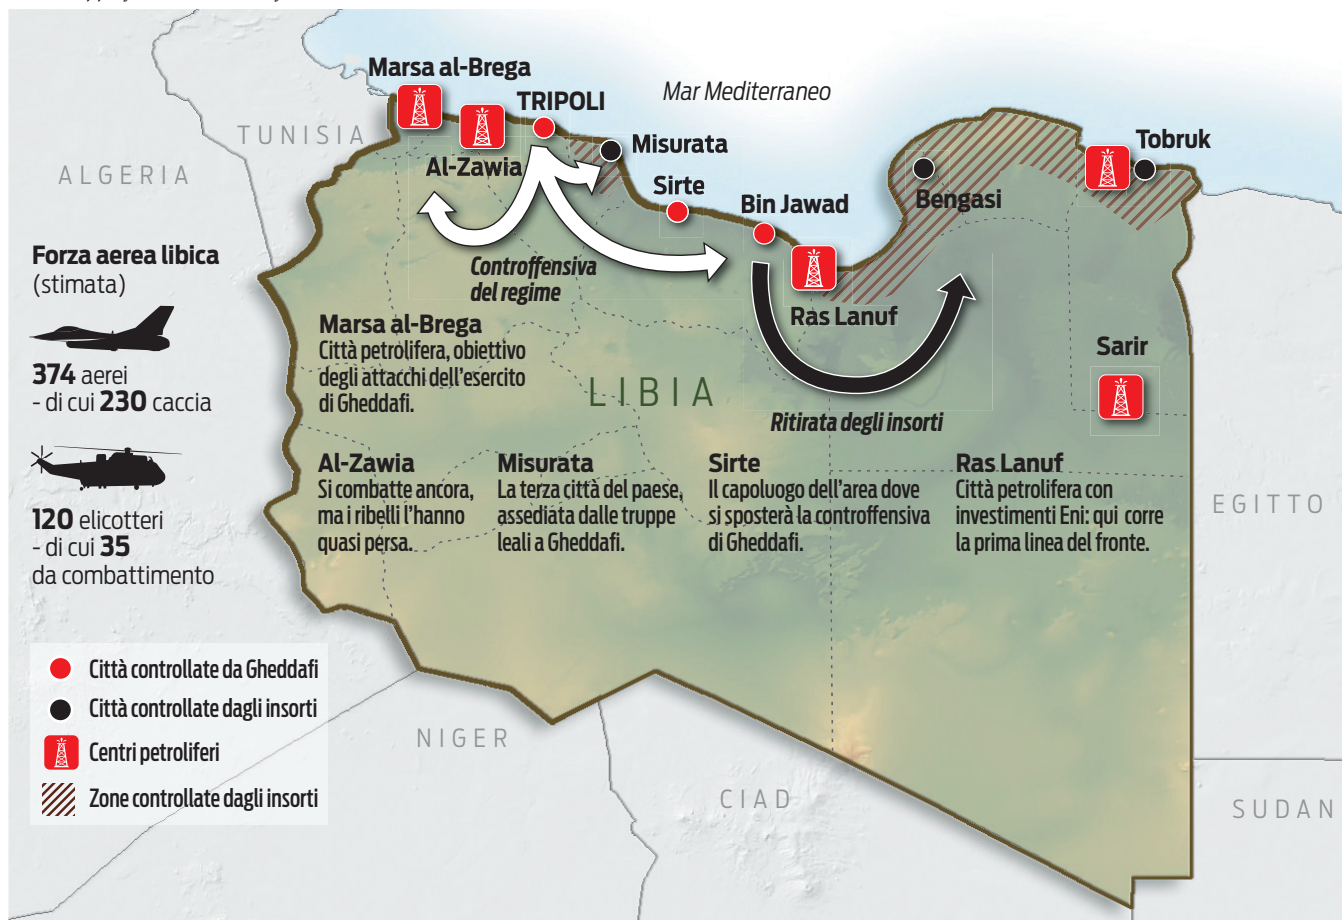 Marsa al-Brega
TRIPOLI
Mar Mediterraneo
TUNISIA
ALGERIA
Al-Zawia
Misurata
Sirte
Bin Jawad
Bengasi
Tobruk
Controffensiva
del regime
Ras Lanuf
Sarir
LIBIA
Ritirata degli insorti
EGITTO
NIGER
CIAD
SUDAN
Forza aerea libica
(stimata)
374 aerei
- di cui 230 caccia
120 elicotteri
- di cui 35
da combattimento
Marsa al-Brega
Città petrolifera, obiettivo
degli attacchi dell'esercito
di Gheddafi.
Al-Zawia
Si combatte ancora,
ma i ribelli l'hanno
quasi persa.
Misurata
La terza città del paese,
assediata dalle truppe
leali a Gheddafi.
Sirte
Il capoluogo dell'area dove
si sposterà la controffensiva
di Gheddafi.
Ras Lanuf
Città petrolifera con
investimenti Eni: qui corre
la prima linea del fronte.
Città controllate da Gheddafi
Città controllate dagli insorti
Centri petroliferi
Zone controllate dagli insorti